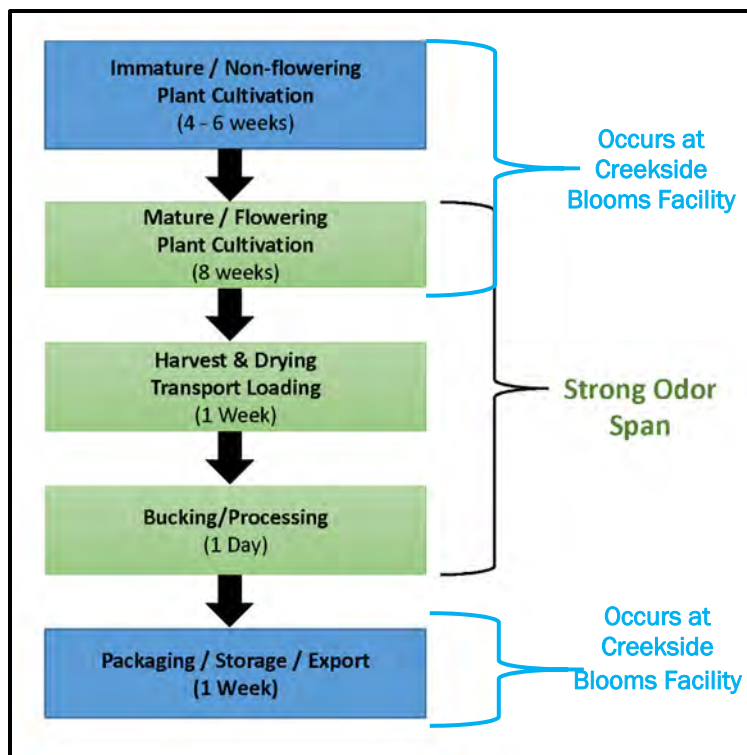 Immature / Non-flowering
Plant Cultivation
(4 - 6 weeks)
Occurs at
Creekside
Blooms Facility
Mature / Flowering
Plant Cultivation
(8 weeks)
Harvest & Drying
Transport Loading
(1 Week)
Strong Odor
Span
Bucking/Processing
(1 Day)
Packaging / Storage / Export
(1 Week)
Occurs at
Creekside
Blooms Facility